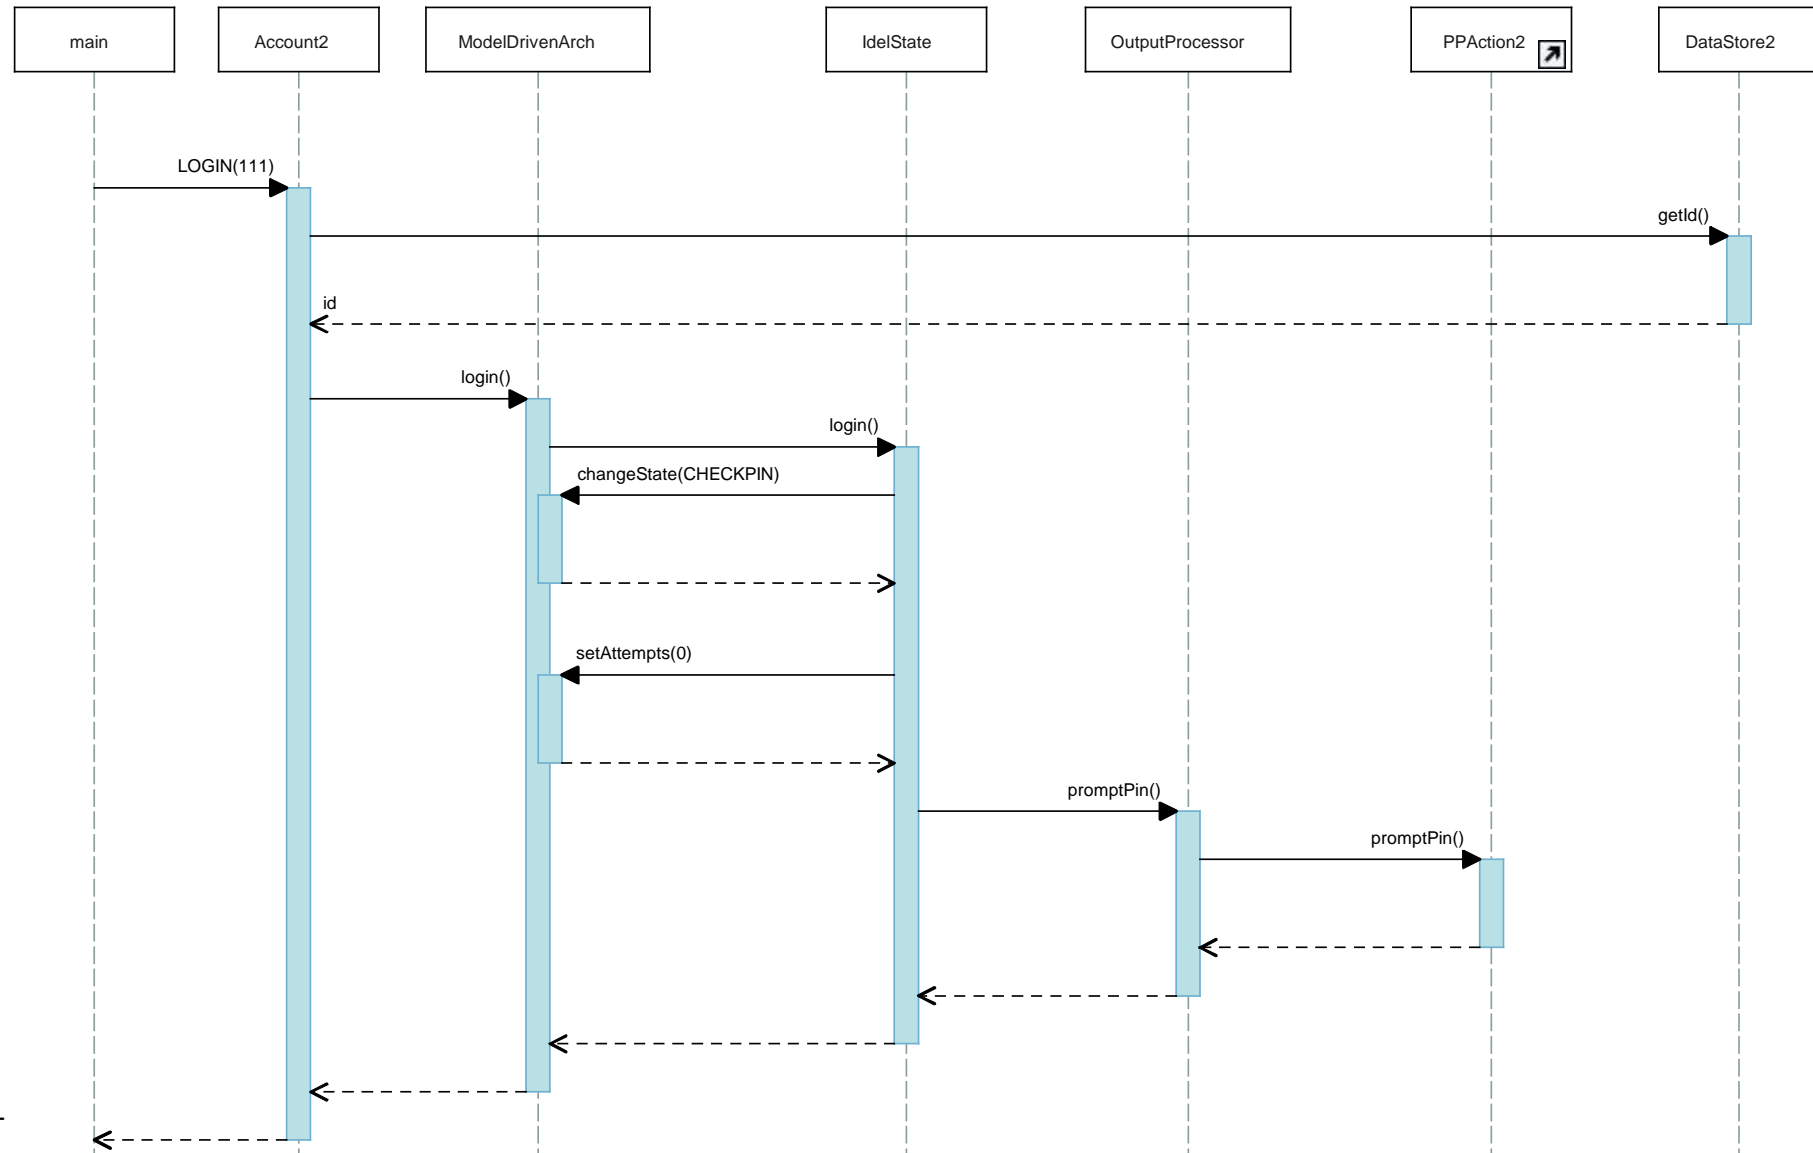 main
Account2
ModelDrivenArch
IdelState
OutputProcessor
PPAction2
DataStore2
LOGIN(111)
getId()
id
login()
login()
changeState(CHECKPIN)
setAttempts(0)
promptPin()
promptPin()